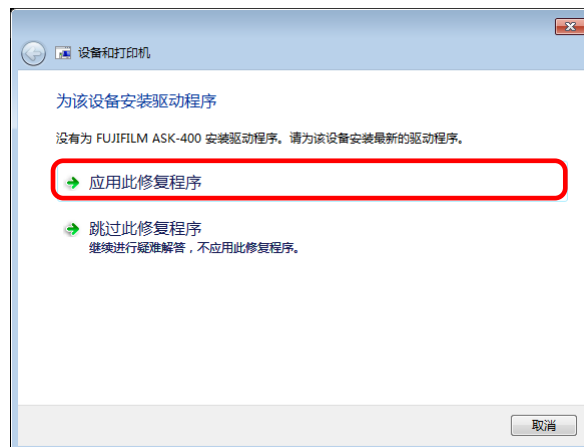 设备和打印机
为该设备安装驱动程序
没有为 FUJIFILM ASK-400 安装驱动程序。请为该设备安装最新的驱动程序。
应用此修复程序
跳过此修复程序
继续进行疑难解答，不应用此修复程序。
取消